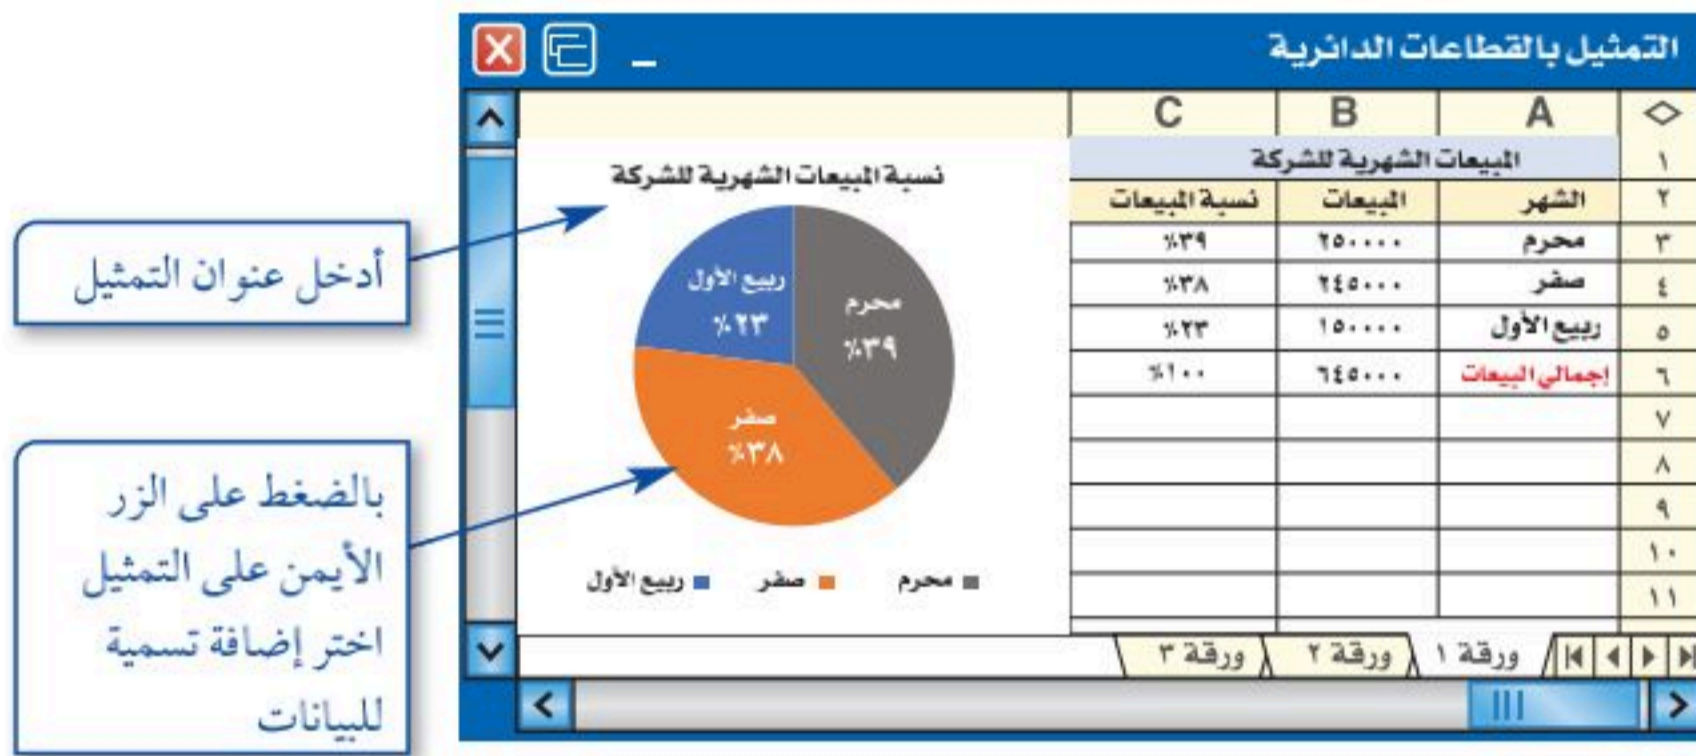 التمثيل بالقطاعات الدائرية
A B C
١ المبيعات الشهرية للشركة
٢ الشهر المبيعات نسبة المبيعات
٣ محرم ٢٥٠٠٠٠ ٣٩%
٤ صفر ٢٤٥٠٠٠ ٣٨%
٥ ربيع الأول ١٥٠٠٠٠ ٢٣%
٦ إجمالي البيعات ٦٤٥٠٠٠ ١٠٠%
٧
٨
٩
١٠
١١
ورقة ١ ورقة ٢ ورقة ٣
نسبة المبيعات الشهرية للشركة
محرم
٣٩%
ربيع الأول
٢٣%
صفر
٣٨%
محرم صفر ربيع الأول
أدخل عنوان التمثيل
بالضغط على الزر
الأيمن على التمثيل
اختر إضافة تسمية
للبيانات